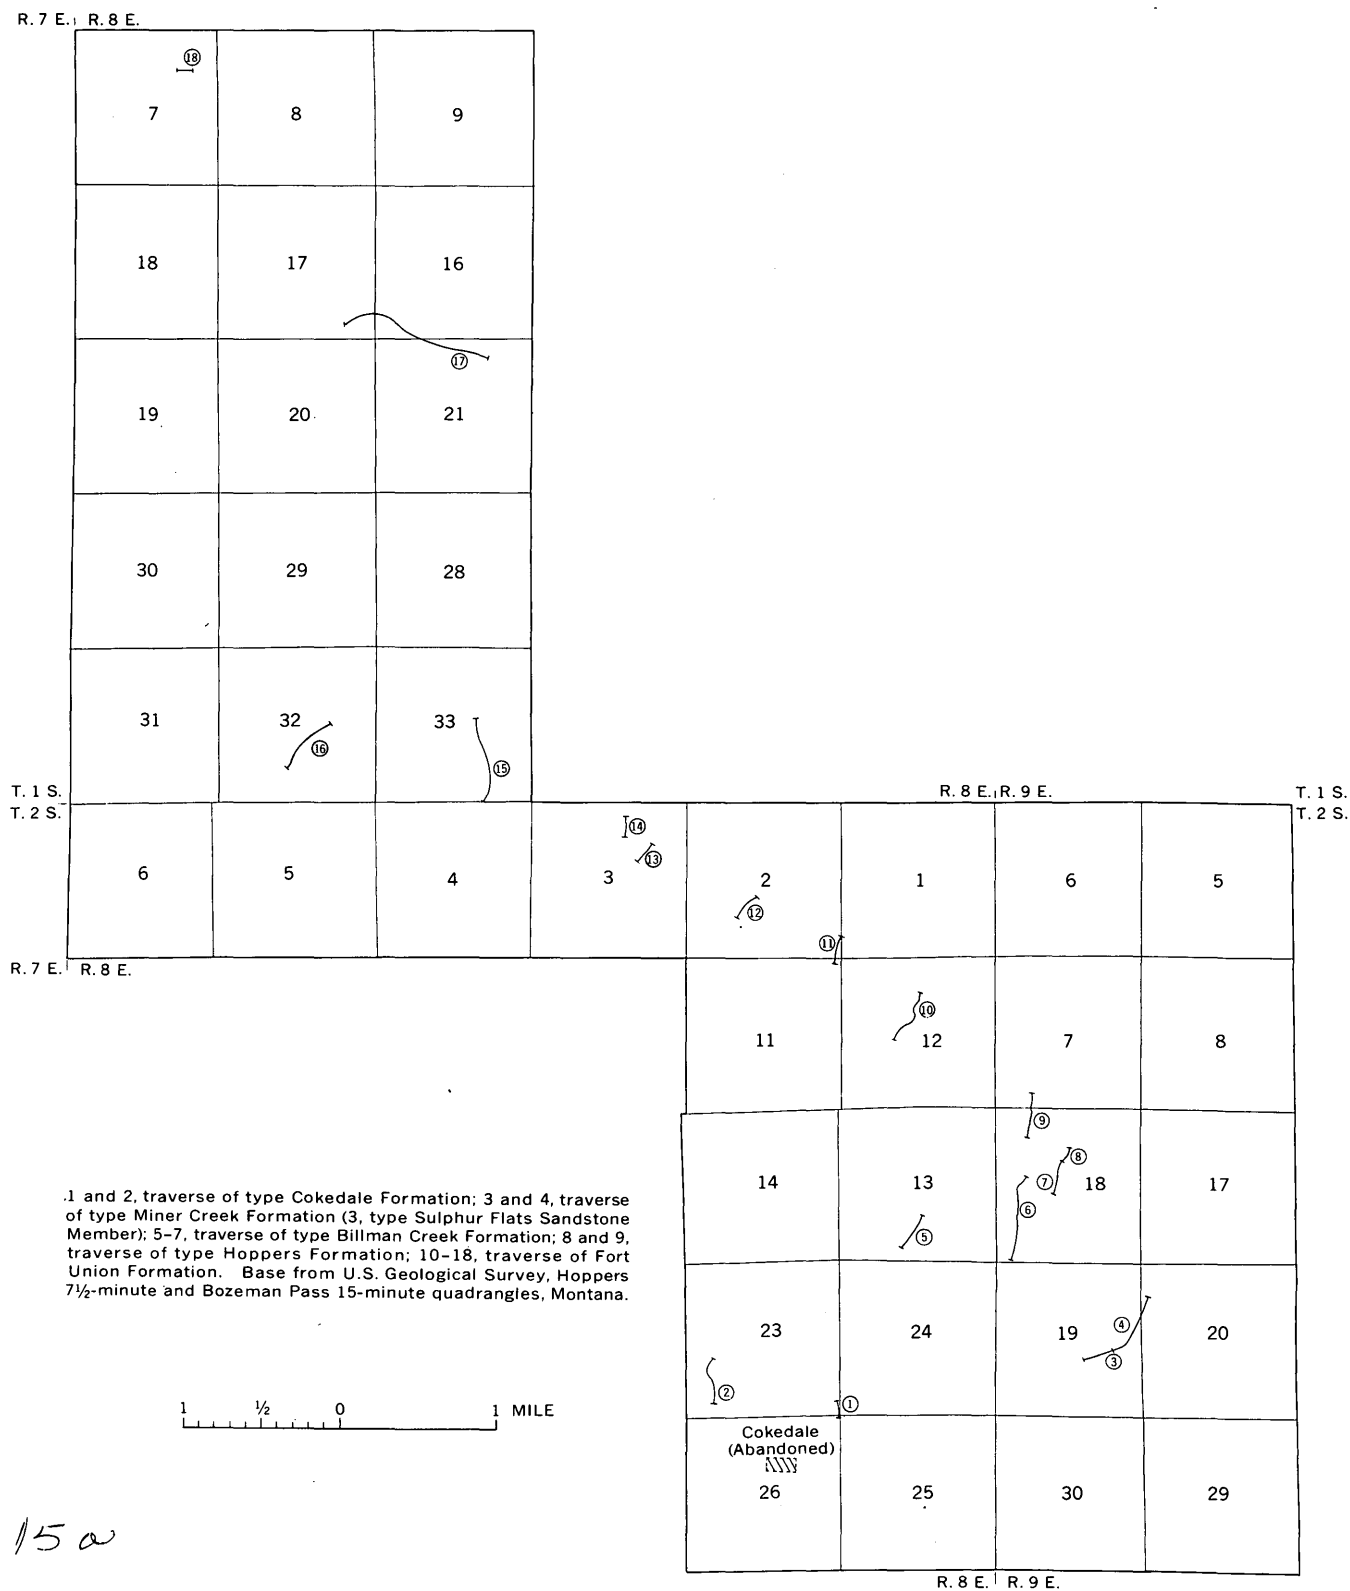 R. 7 E. R. 8 E.
18
7 8 9
18 17 16
17
19 20 21
30 29 28
31 32 33
16
15
T. 1 S. R. 8 E. R. 9 E. T. 1 S.
T. 2 S. T. 2 S.
14
13
6 5 4 3 2 1 6 5
12
11
R. 7 E. R. 8 E.
10
11 12 7 8
9
8
14 13 7 18 17
6
5
.1 and 2, traverse of type Cokedale Formation; 3 and 4, traverse
of type Miner Creek Formation (3, type Sulphur Flats Sandstone
Member); 5–7, traverse of type Billman Creek Formation; 8 and 9,
traverse of type Hoppers Formation; 10–18, traverse of Fort
Union Formation. Base from U.S. Geological Survey, Hoppers
7½-minute and Bozeman Pass 15-minute quadrangles, Montana.
4
23 24 19 20
3
2
1
1 ½ 0 1 MILE
Cokedale
(Abandoned)
26 25 30 29
15a
R. 8 E. R. 9 E.